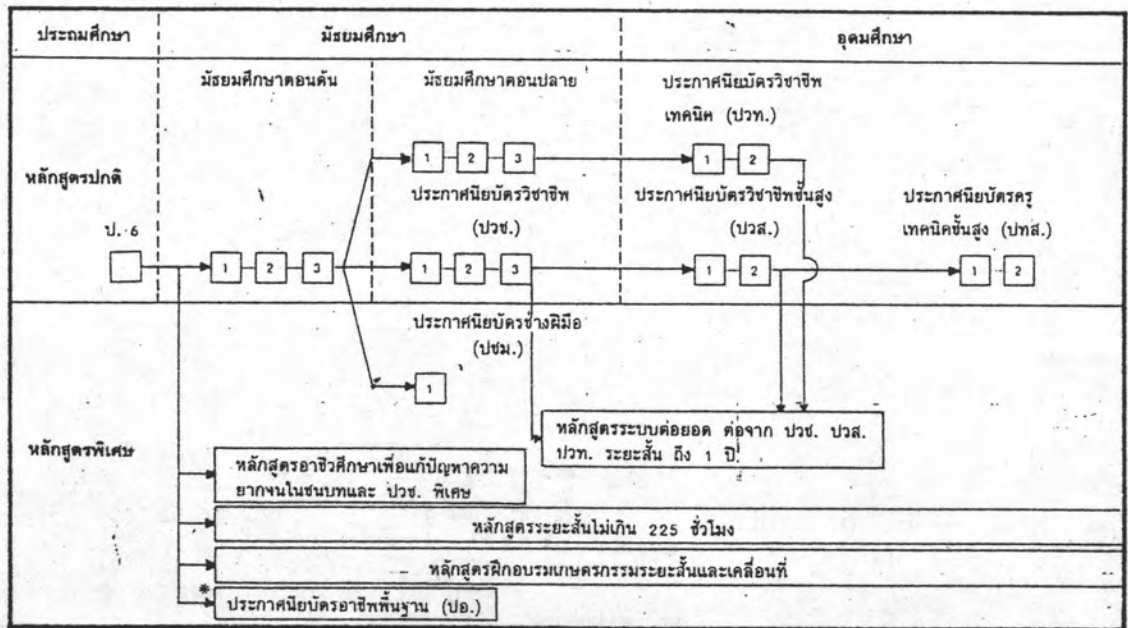 ประถมศึกษา มัธยมศึกษา อุดมศึกษา
มัธยมศึกษาตอนต้น มัธยมศึกษาตอนปลาย ประกาศนียบัตรวิชาชีพ
เทคนิค (ปวท.)
1 2 3 1 2
หลักสูตรปกติ
ประกาศนียบัตรวิชาชีพ ประกาศนียบัตรวิชาชีพชั้นสูง ประกาศนียบัตรครู
ป. 6 (ปวช.) (ปวส.) เทคนิคชั้นสูง (ปทส.)
1 2 3 1 2 3 1 2 1 2
ประกาศนียบัตรช่างฝีมือ
(ปชม.)
1
หลักสูตรระบบต่อยอด ต่อจาก ปวช. ปวส.
ปวท. ระยะสั้น ถึง 1 ปี
หลักสูตรพิเศษ
หลักสูตรอาชีวศึกษาเพื่อแก้ปัญหาความ
ยากจนในชนบทและ ปวช. พิเศษ
หลักสูตรระยะสั้นไม่เกิน 225 ชั่วโมง
หลักสูตรฝึกอบรมเกษตรกรรมระยะสั้นและเคลื่อนที่
* ประกาศนียบัตรอาชีพพื้นฐาน (ปอ.)